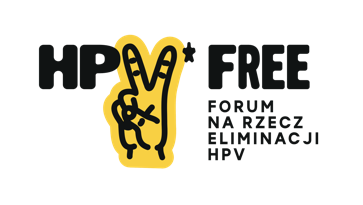 HPV* FREE
FORUM
NA RZECZ
ELIMINACJI
HPV